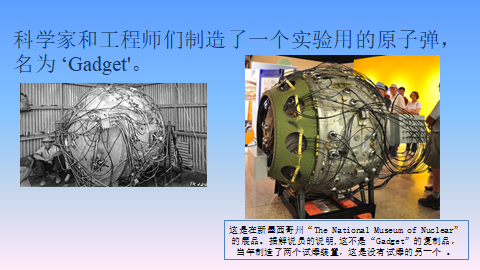 科学家和工程师们制造了一个实验用的原子弹，
名为 ‘Gadget'。
这是在新墨西哥州“The National Museum of Nuclear”
的展品。据解说员的说明，这不是“Gadget”的复制品，
当年制造了两个试爆装置，这是没有试爆的另一个 。